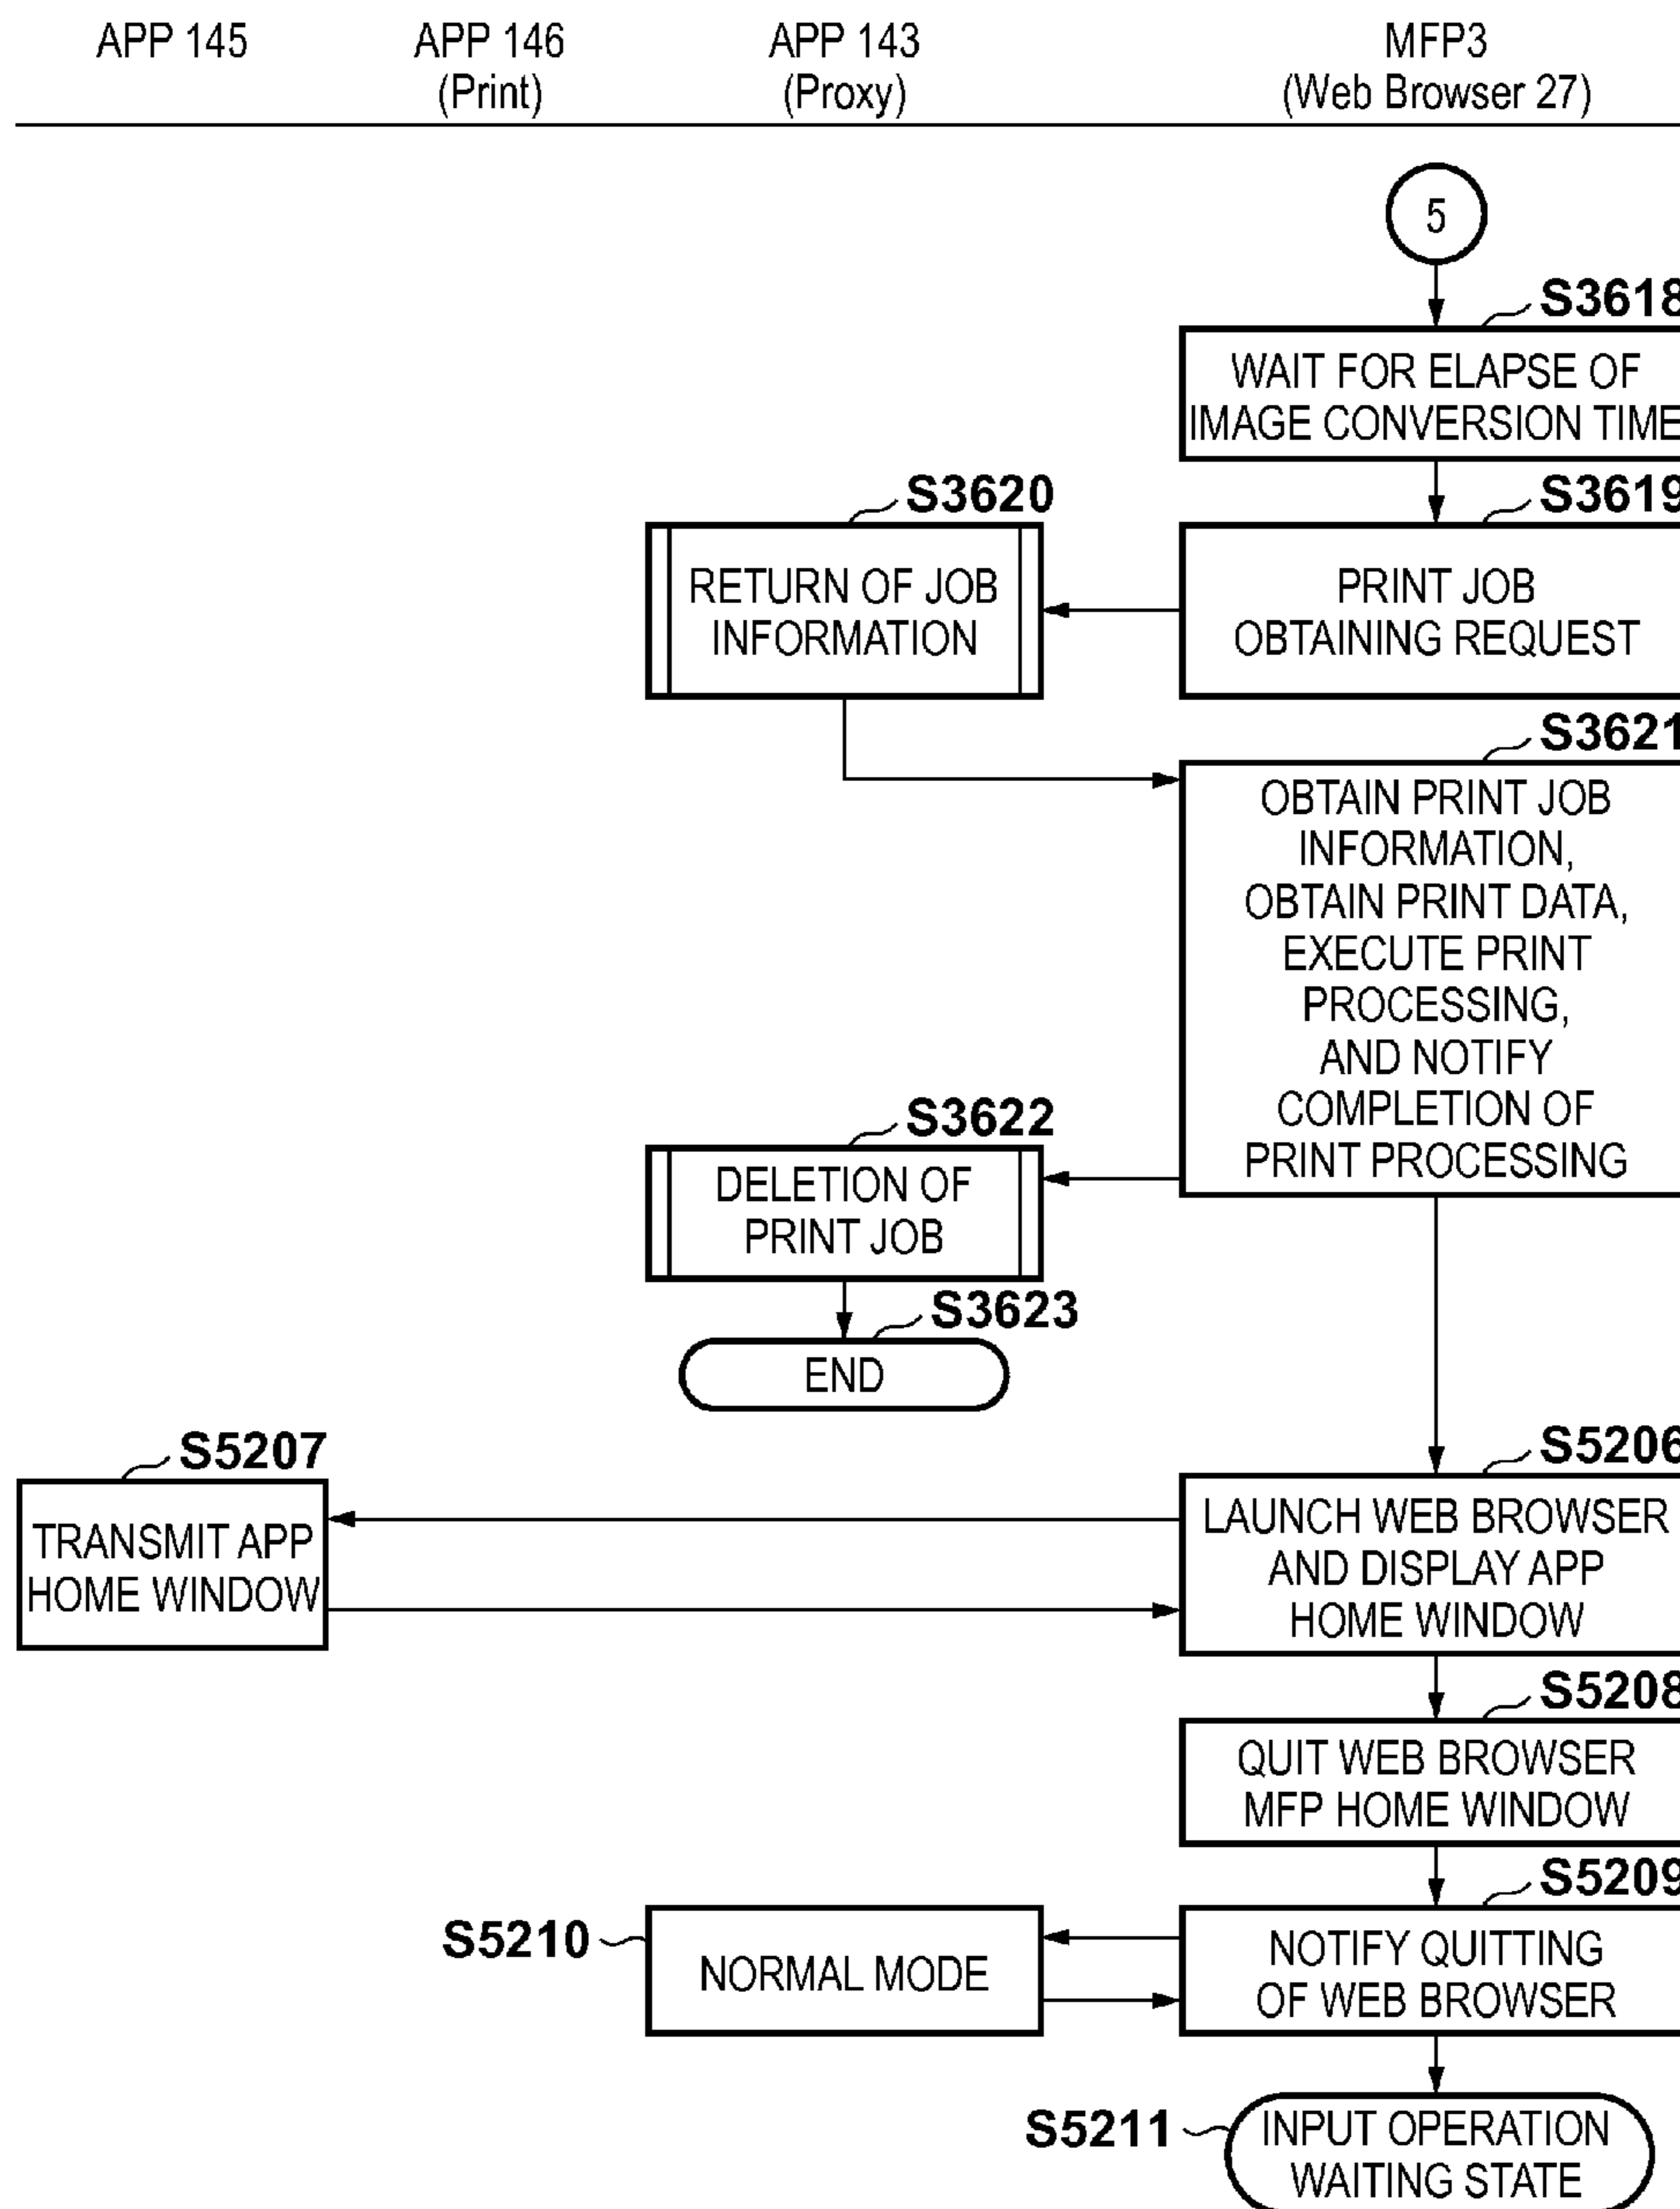 APP 145
APP 146
(Print)
APP 143
(Proxy)
MFP3
(Web Browser 27)
5
S3618
WAIT FOR ELAPSE OF
IMAGE CONVERSION TIME
S3620
RETURN OF JOB
INFORMATION
S3619
PRINT JOB
OBTAINING REQUEST
S3621
OBTAIN PRINT JOB
INFORMATION,
OBTAIN PRINT DATA,
EXECUTE PRINT
PROCESSING,
AND NOTIFY
COMPLETION OF
PRINT PROCESSING
S3622
DELETION OF
PRINT JOB
S3623
END
S5207
TRANSMIT APP
HOME WINDOW
S5206
LAUNCH WEB BROWSER
AND DISPLAY APP
HOME WINDOW
S5208
QUIT WEB BROWSER
MFP HOME WINDOW
S5209
NOTIFY QUITTING
OF WEB BROWSER
S5210
NORMAL MODE
S5211
INPUT OPERATION
WAITING STATE